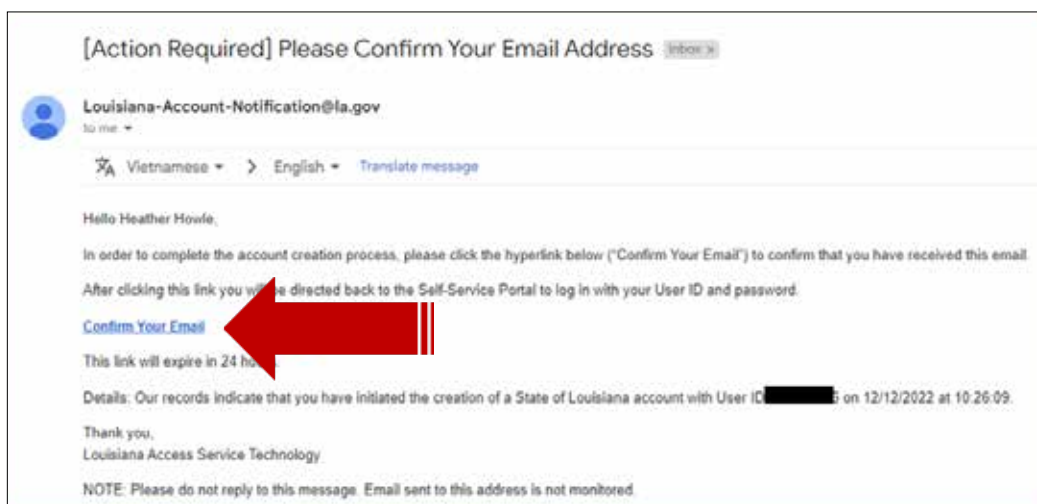 [Action Required] Please Confirm Your Email Address Inbox x
Louisiana-Account-Notification@la.gov
to me
Vietnamese > English Translate message
Hello Heather Howle,
In order to complete the account creation process, please click the hyperlink below ("Confirm Your Email") to confirm that you have received this email.
After clicking this link you will be directed back to the Self-Service Portal to log in with your User ID and password.
Confirm Your Email
This link will expire in 24
Details: Our records indicate that you have initiated the creation of a State of Louisiana account with User ID on 12/12/2022 at 10.26.09.
Thank you,
Louisiana Access Service Technology
NOTE: Please do not reply to this message. Email sent to this address is not monitored.